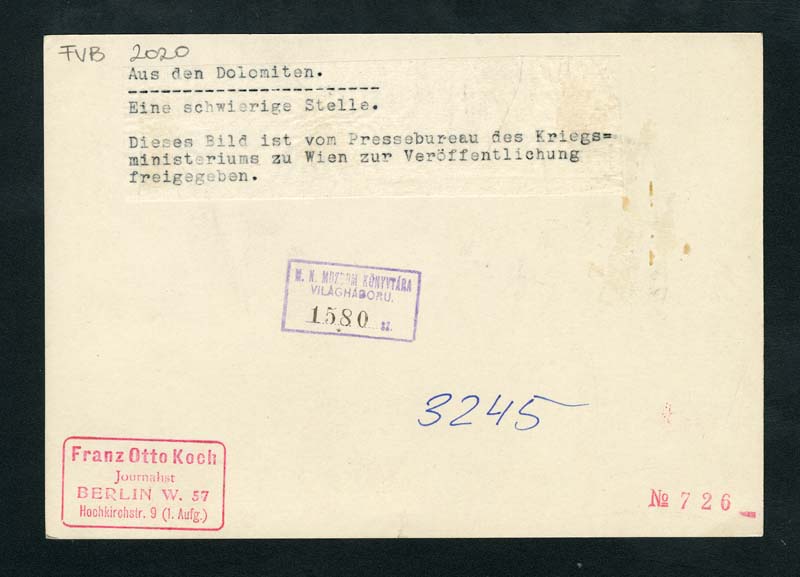 FVB 2020
Aus den Dolomiten.
Eine schwierige Stelle.
Dieses Bild ist vom Pressebureau des Kriegs=
ministeriums zu Wien zur Veröffentlichung
freigegeben.
M. N. MUZEUM KÖNYVTÁRA
VILÁGHÁBORU.
1580 sz.
3245
Franz Otto Koch
Journalist
BERLIN W. 57
Hochkirchstr. 9 (1. Aufg.)
№ 726